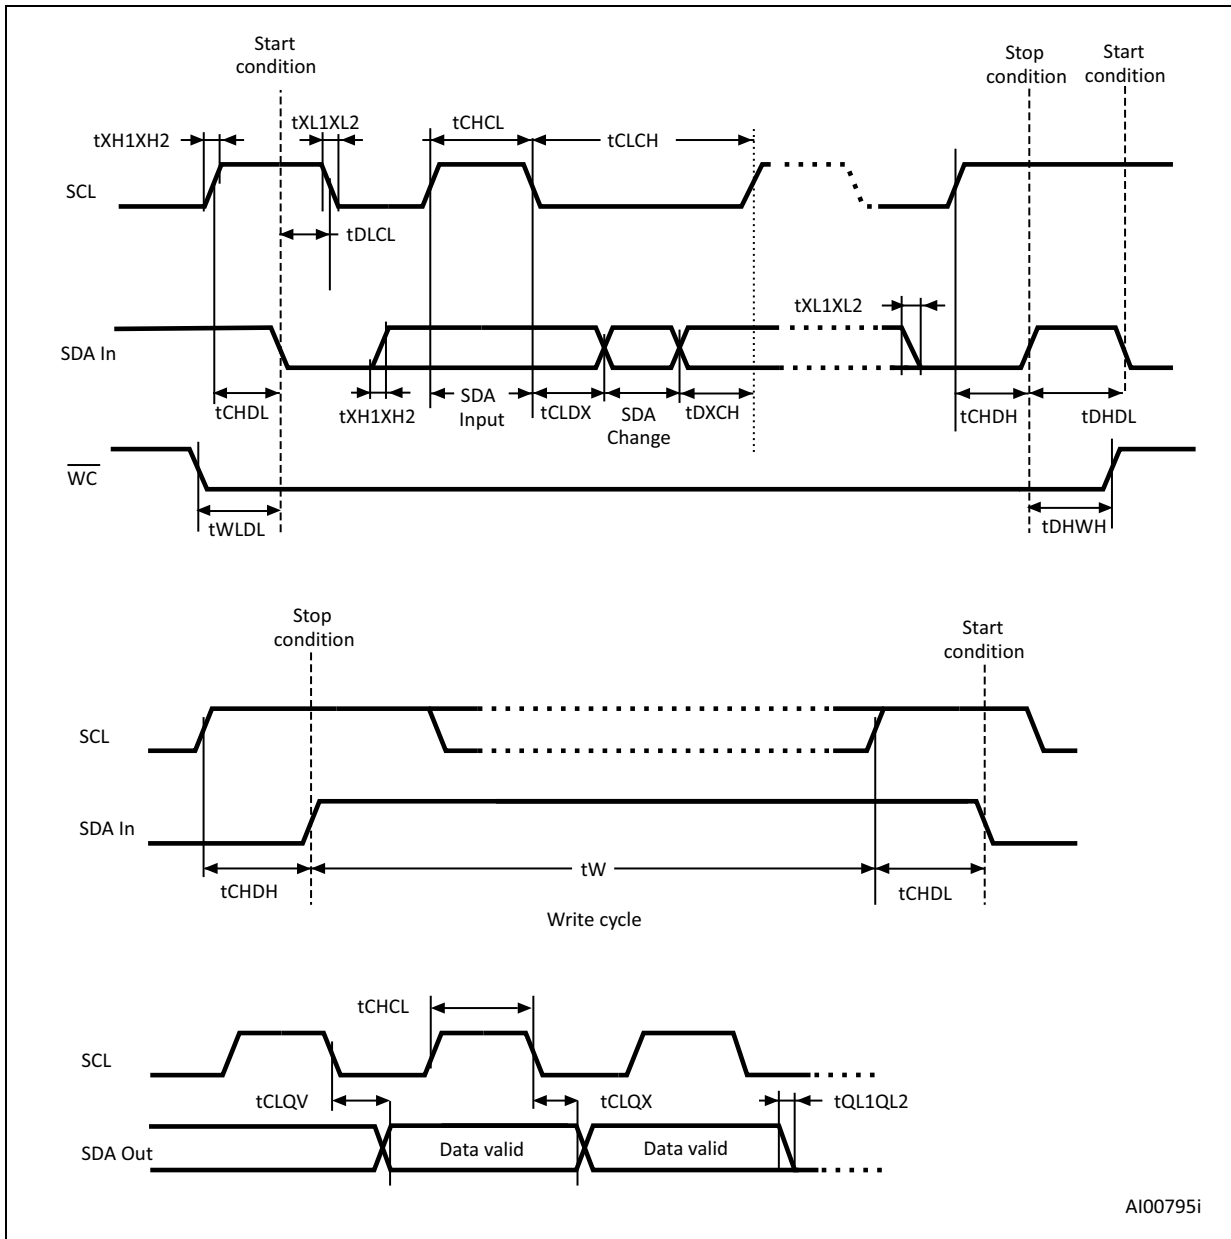 Start
condition
Stop
condition
Start
condition
tXH1XH2
tXL1XL2
tCHCL
tCLCH
SCL
tDLCL
tXL1XL2
SDA In
tCHDL
tXH1XH2
SDA
Input
tCLDX
SDA
Change
tDXCH
tCHDH
tDHDL
WC
tWLDL
tDHWH
Stop
condition
Start
condition
SCL
SDA In
tCHDH
tW
tCHDL
Write cycle
tCHCL
SCL
tCLQV
tCLQX
tQL1QL2
SDA Out
Data valid
Data valid
AI00795i